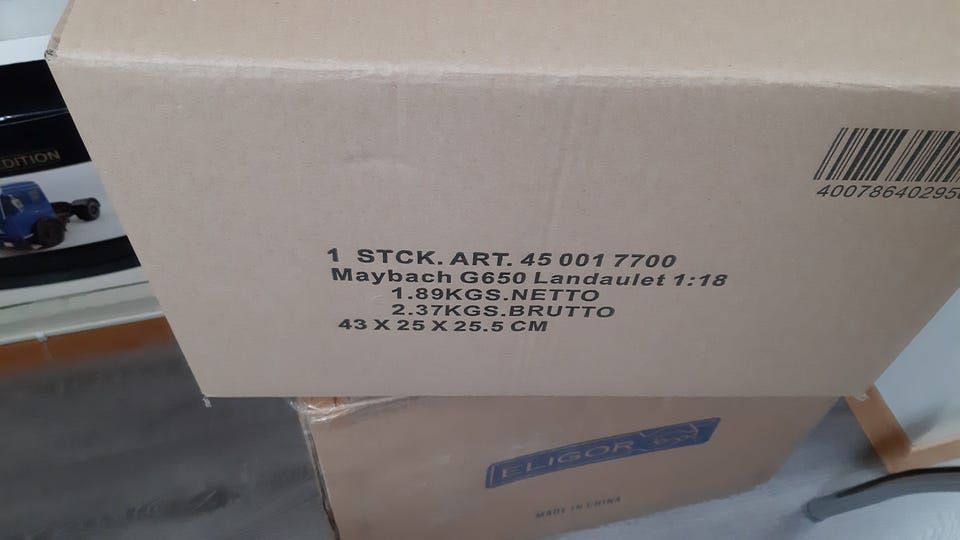 EDITION
40078640295
1 STCK. ART. 45 001 7700
Maybach G650 Landaulet 1:18
1.89KGS.NETTO
2.37KGS.BRUTTO
43 X 25 X 25.5 CM
ELIGOR
MADE IN CHINA